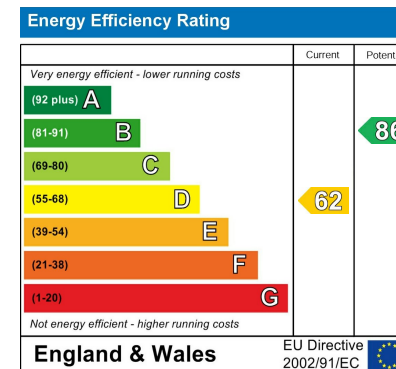 Energy Efficiency Rating
Current Potent
Very energy efficient - lower running costs
(92 plus) A
(81-91) B 86
(69-80) C
(55-68) D 62
(39-54) E
(21-38) F
(1-20) G
Not energy efficient - higher running costs
England & Wales
EU Directive
2002/91/EC